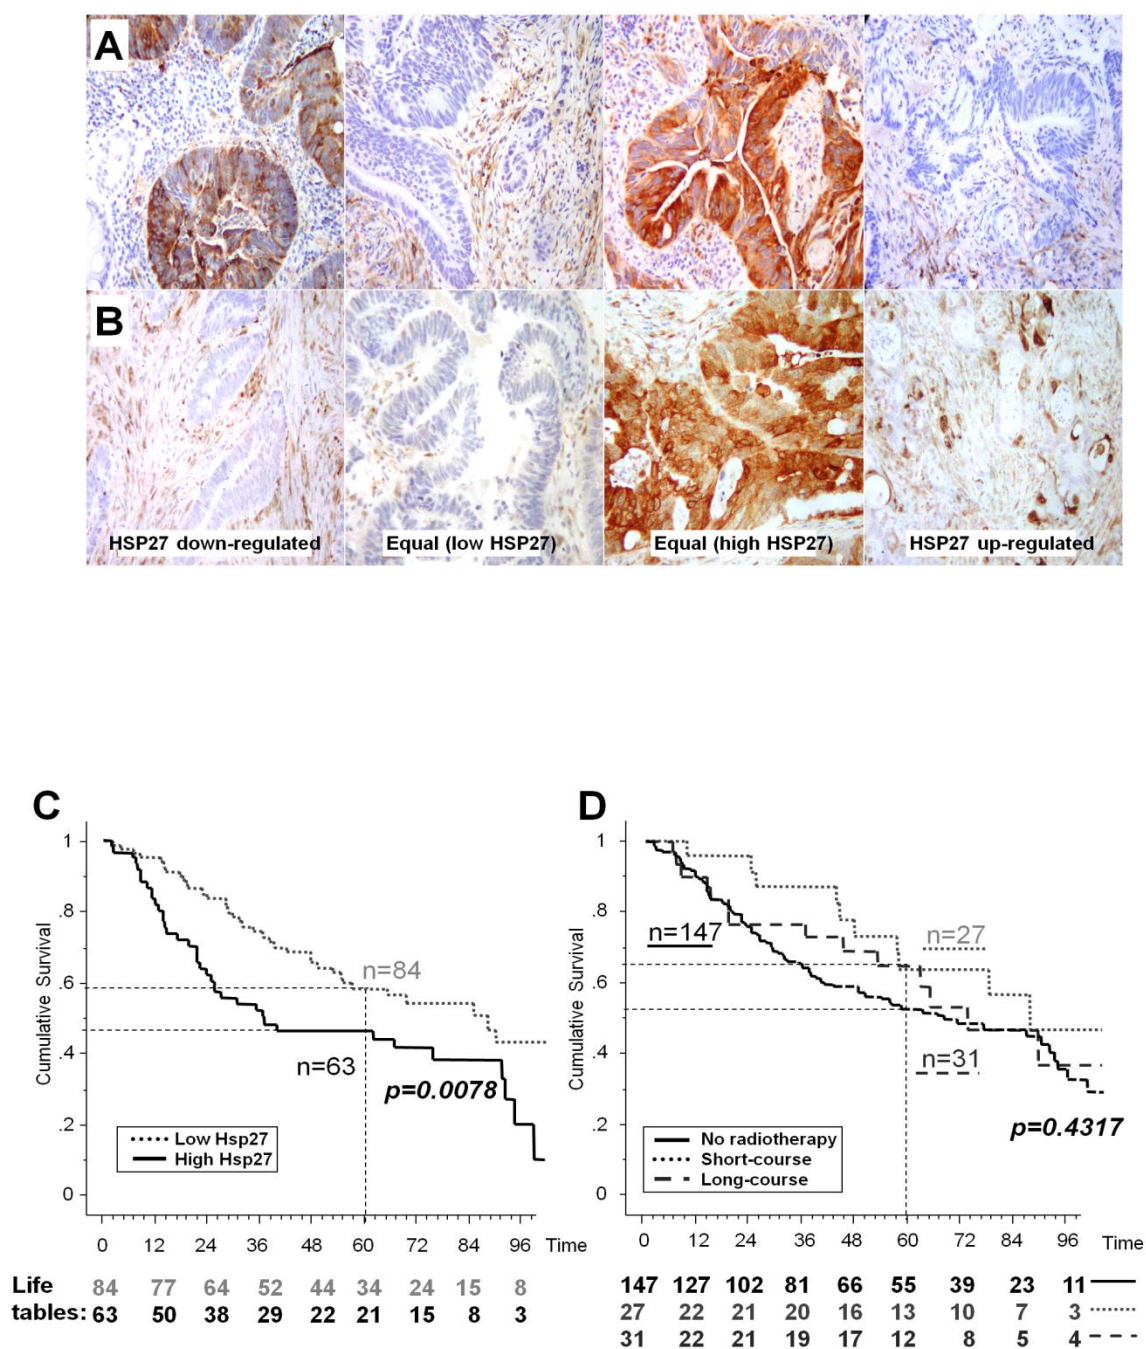 A
B
HSP27 down-regulated
Equal (low HSP27)
Equal (high HSP27)
HSP27 up-regulated
C
Cumulative Survival
1
.8
.6
.4
.2
0
n=84
n=63
p=0.0078
Low Hsp27
High Hsp27
0 12 24 36 48 60 72 84 96 Time
Life 84 77 64 52 44 34 24 15 8
tables: 63 50 38 29 22 21 15 8 3
D
Cumulative Survival
1
.8
.6
.4
.2
0
n=147
n=27
n=31
p=0.4317
No radiotherapy
Short-course
Long-course
0 12 24 36 48 60 72 84 96 Time
147 127 102 81 66 55 39 23 11
27 22 21 20 16 13 10 7 3
31 22 21 19 17 12 8 5 4